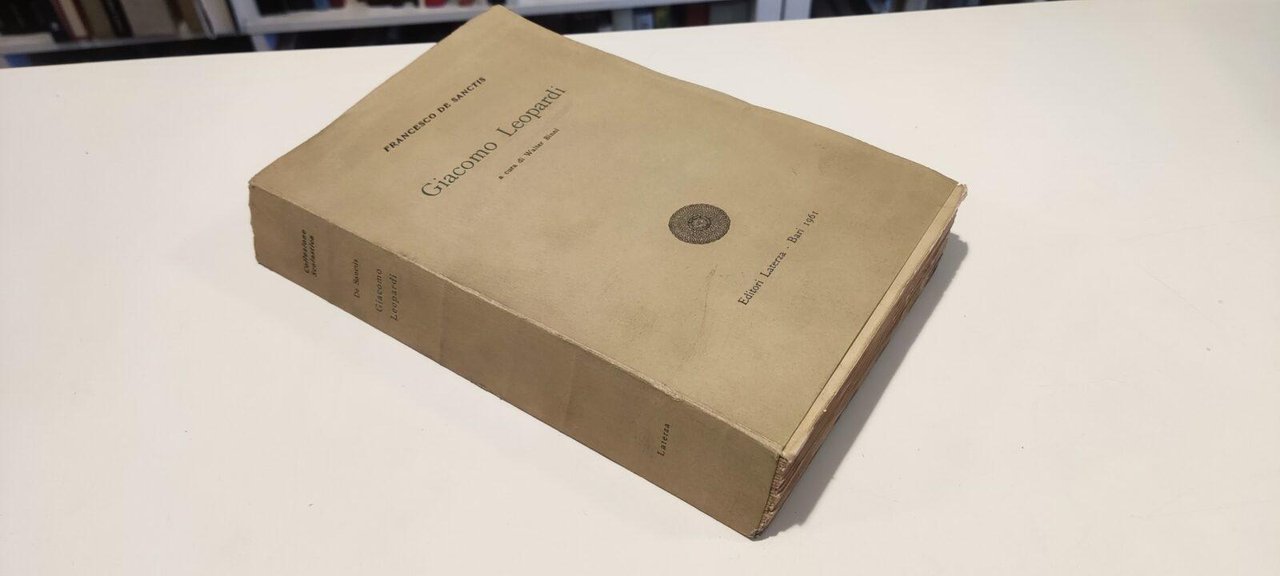 FRANCESCO DE SANCTIS
Giacomo Leopardi
a cura di Walter Binni
Editori Laterza - Bari 1961
Collezione
Scolastica
De Sanctis
Giacomo
Leopardi
Laterza